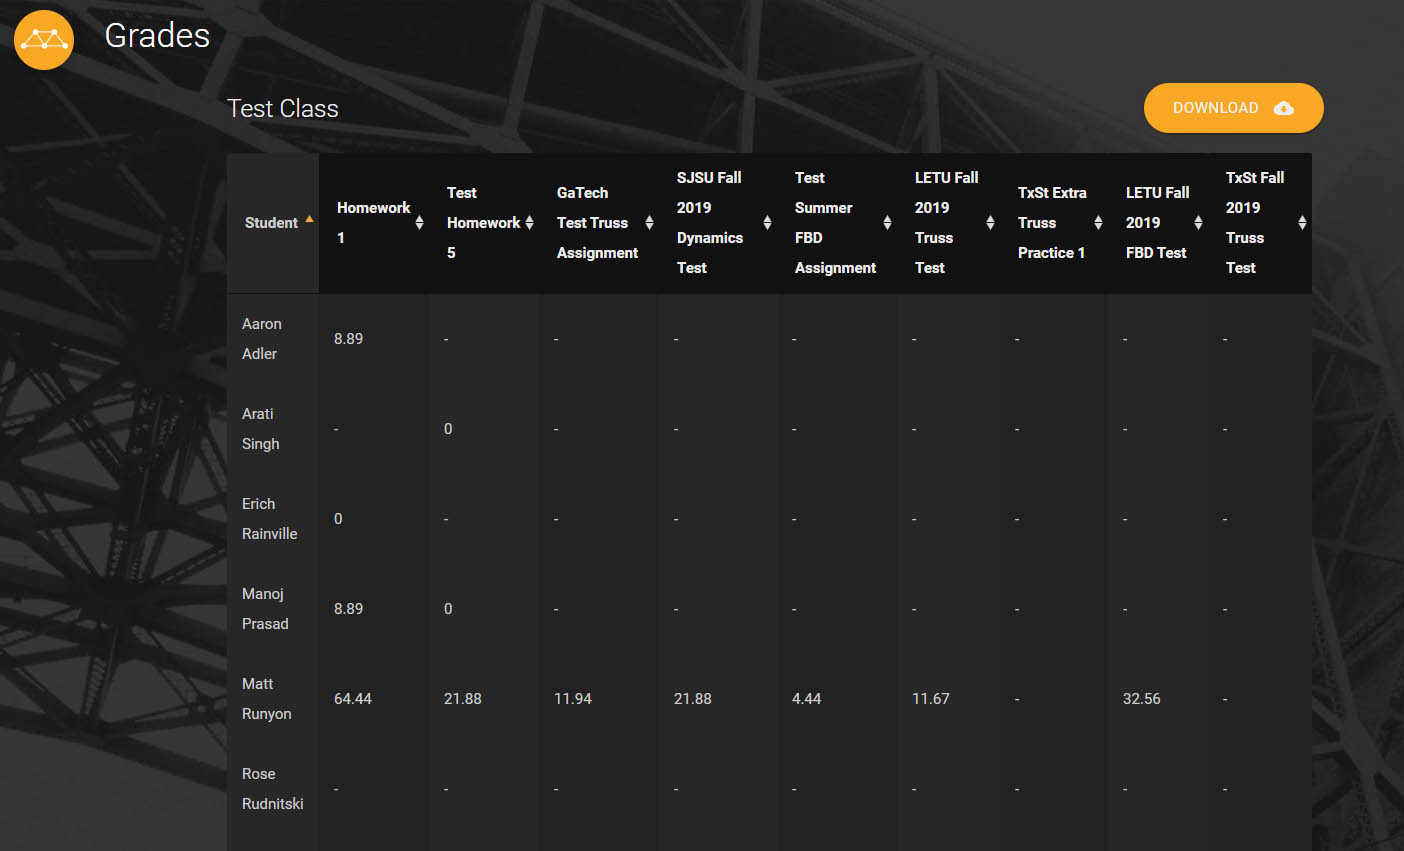 Grades
Test Class
DOWNLOAD
Student
Homework
1
Test
Homework
5
GaTech
Test Truss
Assignment
SJSU Fall
2019
Dynamics
Test
Test
Summer
FBD
Assignment
LETU Fall
2019
Truss
Test
TxSt Extra
Truss
Practice 1
LETU Fall
2019
FBD Test
TxSt Fall
2019
Truss
Test
Aaron
Adler
8.89 - - - - - - - -
Arati
Singh
- 0 - - - - - - -
Erich
Rainville
0 - - - - - - - -
Manoj
Prasad
8.89 0 - - - - - - -
Matt
Runyon
64.44 21.88 11.94 21.88 4.44 11.67 - 32.56 -
Rose
Rudnitski
- - - - - - - - -